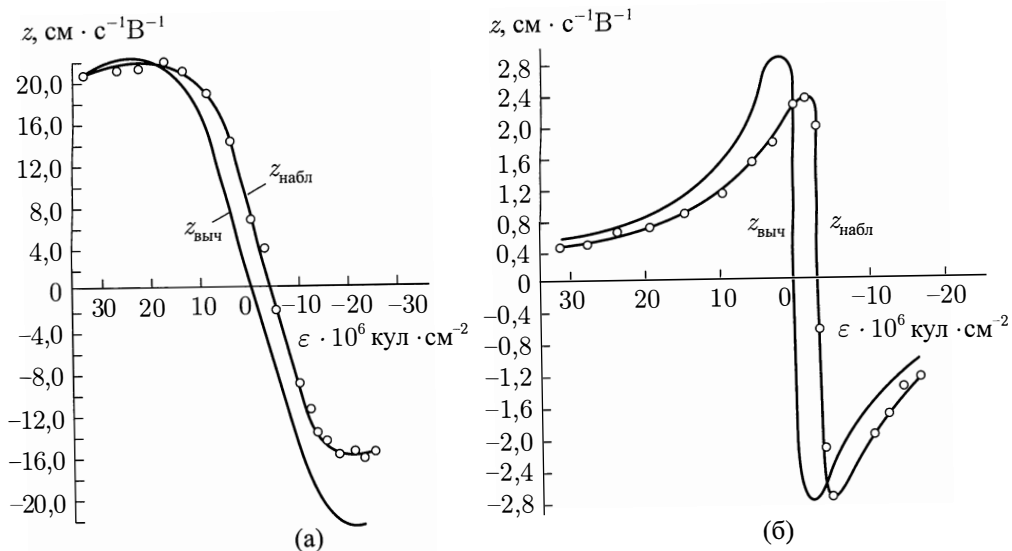 z, см · с⁻¹В⁻¹
20,0
16,0
12,0
8,0
4,0
0
−4,0
−8,0
−12,0
−16,0
−20,0
30 20 10 0 −10 −20 −30
ε · 10⁶ кул · см⁻²
zнабл
zвыч
(а)
z, см · с⁻¹В⁻¹
2,8
2,4
2,0
1,6
1,2
0,8
0,4
0
−0,4
−0,8
−1,2
−1,6
−2,0
−2,4
−2,8
30 20 10 0 −10 −20
ε · 10⁶ кул · см⁻²
zвыч
zнабл
(б)